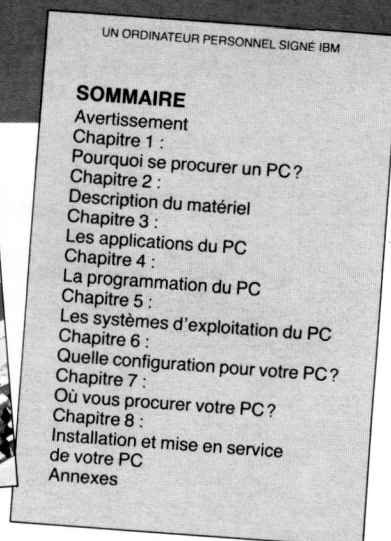 UN ORDINATEUR PERSONNEL SIGNÉ IBM
SOMMAIRE
Avertissement
Chapitre 1 :
Pourquoi se procurer un PC ?
Chapitre 2 :
Description du matériel
Chapitre 3 :
Les applications du PC
Chapitre 4 :
La programmation du PC
Chapitre 5 :
Les systèmes d'exploitation du PC
Chapitre 6 :
Quelle configuration pour votre PC ?
Chapitre 7 :
Où vous procurer votre PC ?
Chapitre 8 :
Installation et mise en service
de votre PC
Annexes